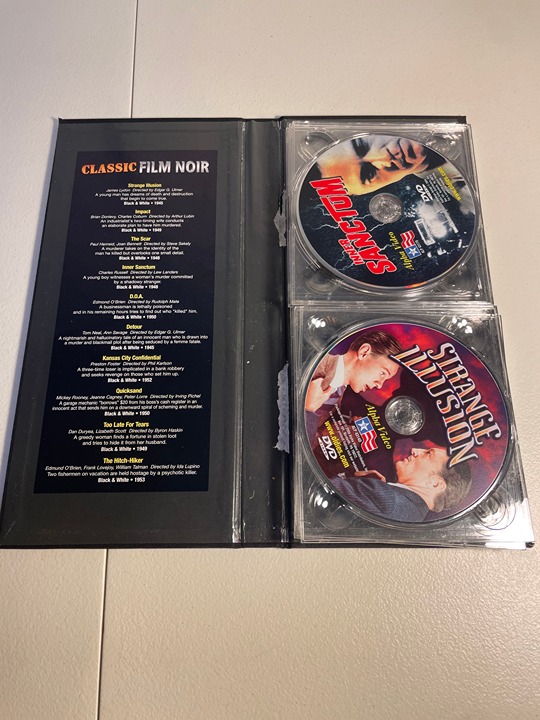 CLASSIC FILM NOIR
Strange Illusion
James Lydon Directed by Edgar G. Ulmer
A young man has dreams of death and destruction
that begin to come true.
Black & White • 1945
Impact
Brian Donlevy, Charles Coburn Directed by Arthur Lubin
An industrialist's two-timing wife conducts
an elaborate plan to have him murdered.
Black & White • 1949
The Scar
Paul Henreid, Joan Bennett Directed by Steve Sekely
A murderer takes on the identity of the
man he killed but overlooks one small detail.
Black & White • 1948
Inner Sanctum
Charles Russell Directed by Lew Landers
A young boy witnesses a women's murder committed
by a shadowy stranger.
Black & White • 1948
D.O.A.
Edmond O'Brien Directed by Rudolph Mate
A businessman is lethally poisoned
and in his remaining hours tries to find out who "killed" him.
Black & White • 1950
Detour
Tom Neal, Ann Savage Directed by Edgar G. Ulmer
A nightmarish and hallucinatory tale of an innocent man who is drawn into
a murder and blackmail plot after being seduced by a female fatale.
Black & White • 1945
Kansas City Confidential
Preston Foster Directed by Phil Karlson
A three-time loser is implicated in a bank robbery
and seeks revenge on those who set him up.
Black & White • 1952
Quicksand
Mickey Rooney, Jeanne Cagney, Peter Lorre Directed by Irving Pichel
A garage mechanic "borrows" $20 from his boss's cash register in an
innocent act that sends him on a downward spiral of scheming and murder.
Black & White • 1950
Too Late For Tears
Dan Duryea, Lizabeth Scott Directed by Byron Haskin
A greedy woman finds a fortune in stolen loot
and tries to hide it from her husband.
Black & White • 1949
The Hitch-Hiker
Edmond O'Brien, Frank Lovejoy, William Talman Directed by Ida Lupino
Two fishermen on vacation are held hostage by a psychotic killer.
Black & White • 1953
INNER
SANCTUM
Alpha Video
DVD
STRANGE
ILLUSION
Alpha Video
DVD
www.oldies.com